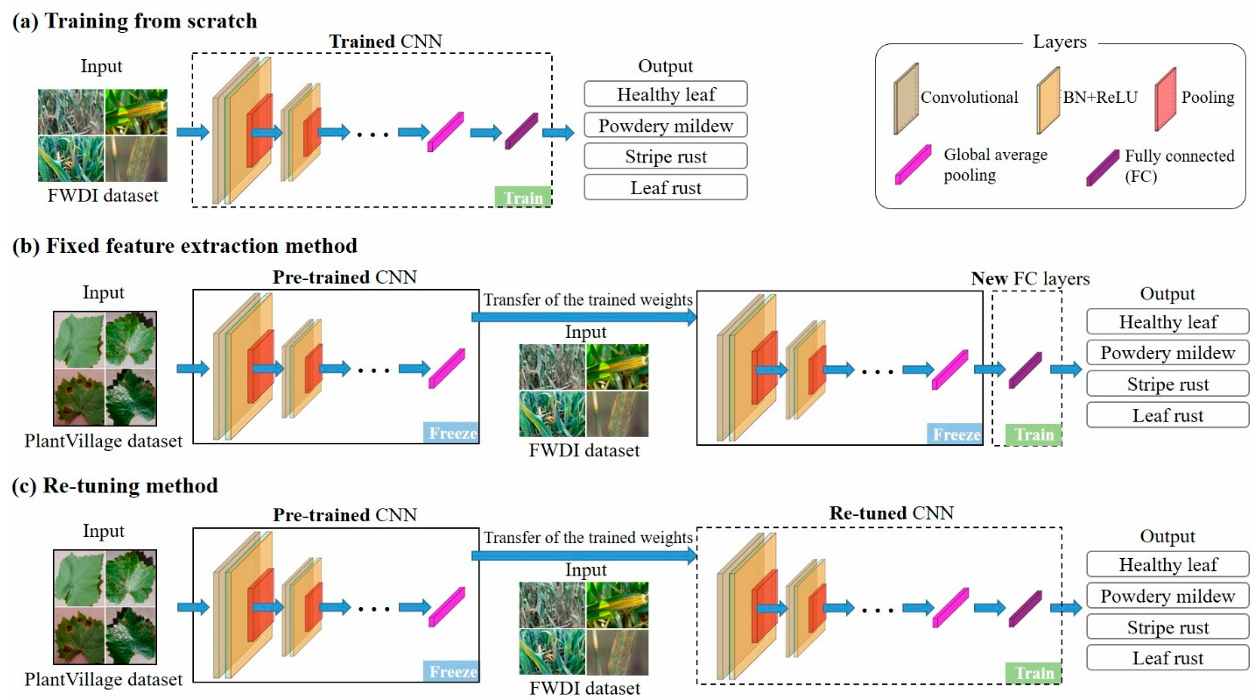 (a) Training from scratch
Trained CNN
Input
FWDI dataset
Train
Output
Healthy leaf
Powdery mildew
Stripe rust
Leaf rust
Layers
Convolutional
BN+ReLU
Pooling
Global average
pooling
Fully connected
(FC)
(b) Fixed feature extraction method
Pre-trained CNN
Input
PlantVillage dataset
Freeze
Transfer of the trained weights
Input
FWDI dataset
Freeze
New FC layers
Train
Output
Healthy leaf
Powdery mildew
Stripe rust
Leaf rust
(c) Re-tuning method
Pre-trained CNN
Input
PlantVillage dataset
Freeze
Transfer of the trained weights
Input
FWDI dataset
Re-tuned CNN
Train
Output
Healthy leaf
Powdery mildew
Stripe rust
Leaf rust